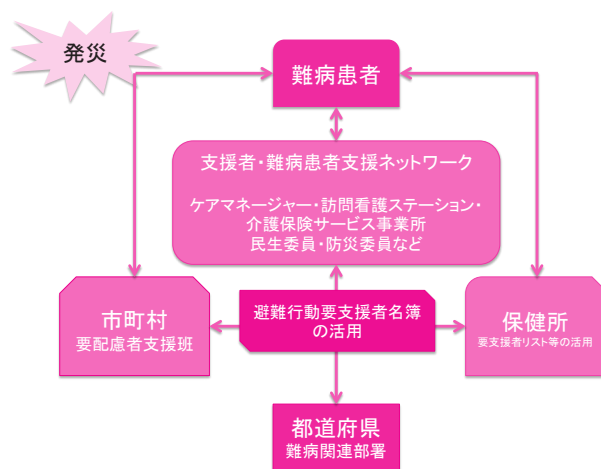 発災
難病患者
支援者・難病患者支援ネットワーク
ケアマネージャー・訪問看護ステーション・
介護保険サービス事業所
民生委員・防災委員など
市町村
要配慮者支援班
避難行動要支援者名簿
の活用
保健所
要支援者リスト等の活用
都道府県
難病関連部署